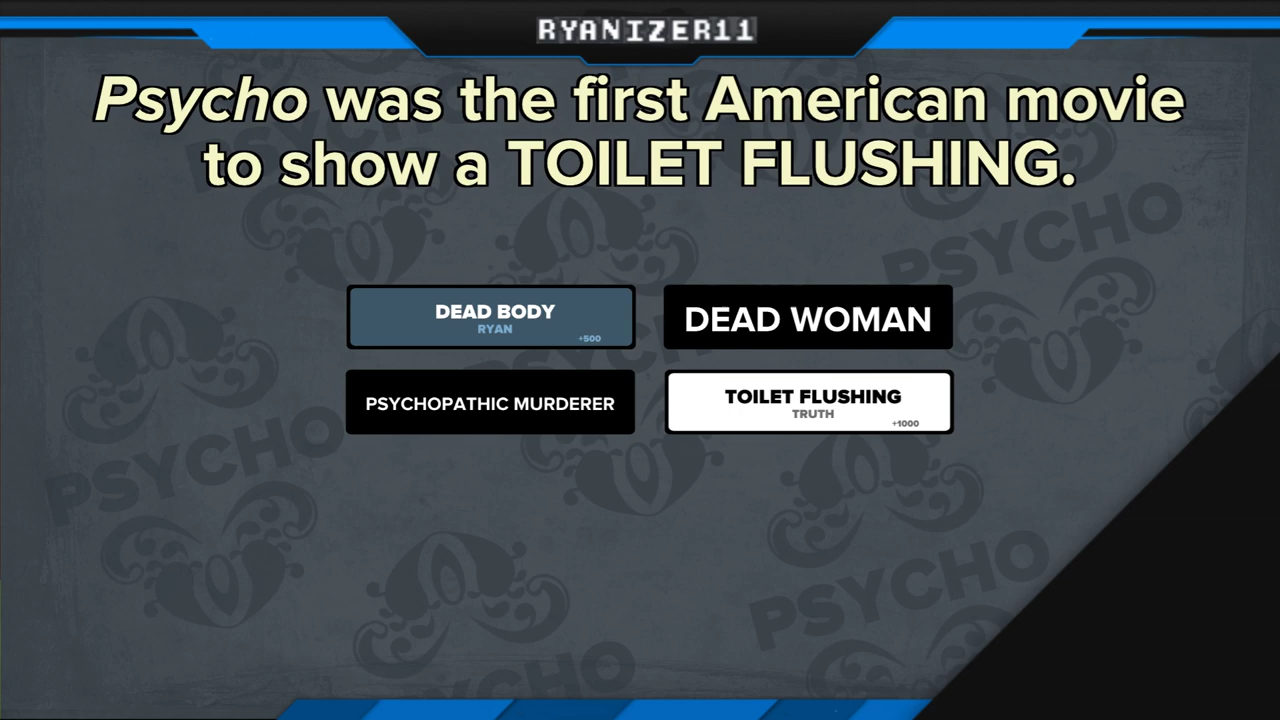 RYANIZER11
Psycho was the first American movie
to show a TOILET FLUSHING.
DEAD BODY
RYAN
+500
DEAD WOMAN
PSYCHOPATHIC MURDERER
TOILET FLUSHING
TRUTH
+1000
PSYCHO
PSYCHO
PSYCHO
PSYCHO